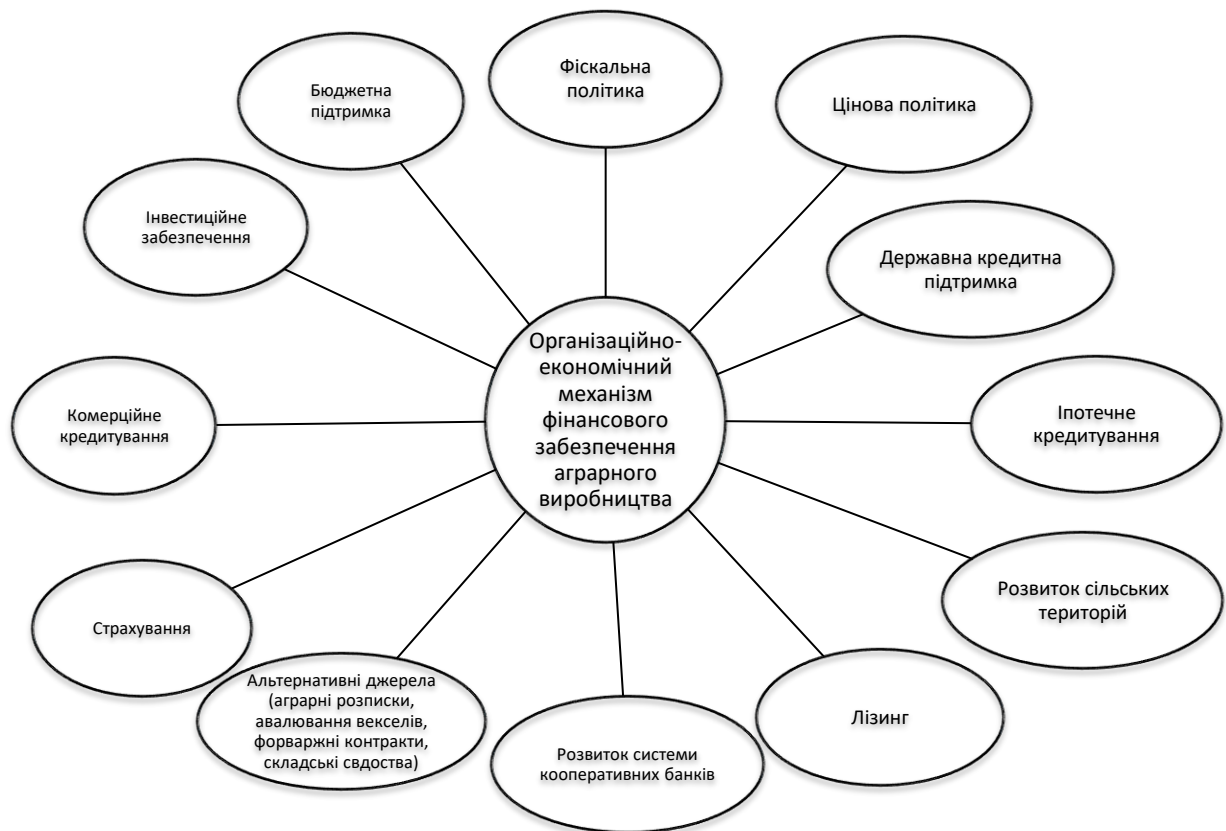 Фіскальна
політика
Бюджетна
підтримка
Цінова політика
Інвестиційне
забезпечення
Державна кредитна
підтримка
Організаційно-
економічний
механізм
фінансового
забезпечення
аграрного
виробництва
Комерційне
кредитування
Іпотечне
кредитування
Страхування
Розвиток сільських
територій
Альтернативні джерела
(аграрні розписки,
авалювання векселів,
форваржні контракти,
складські свдоства)
Розвиток системи
кооперативних банків
Лізинг